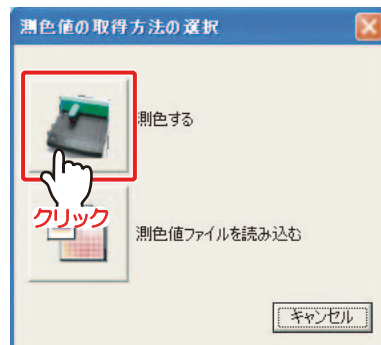 測色値の取得方法の選択
測色する
クリック
測色値ファイルを読み込む
キャンセル